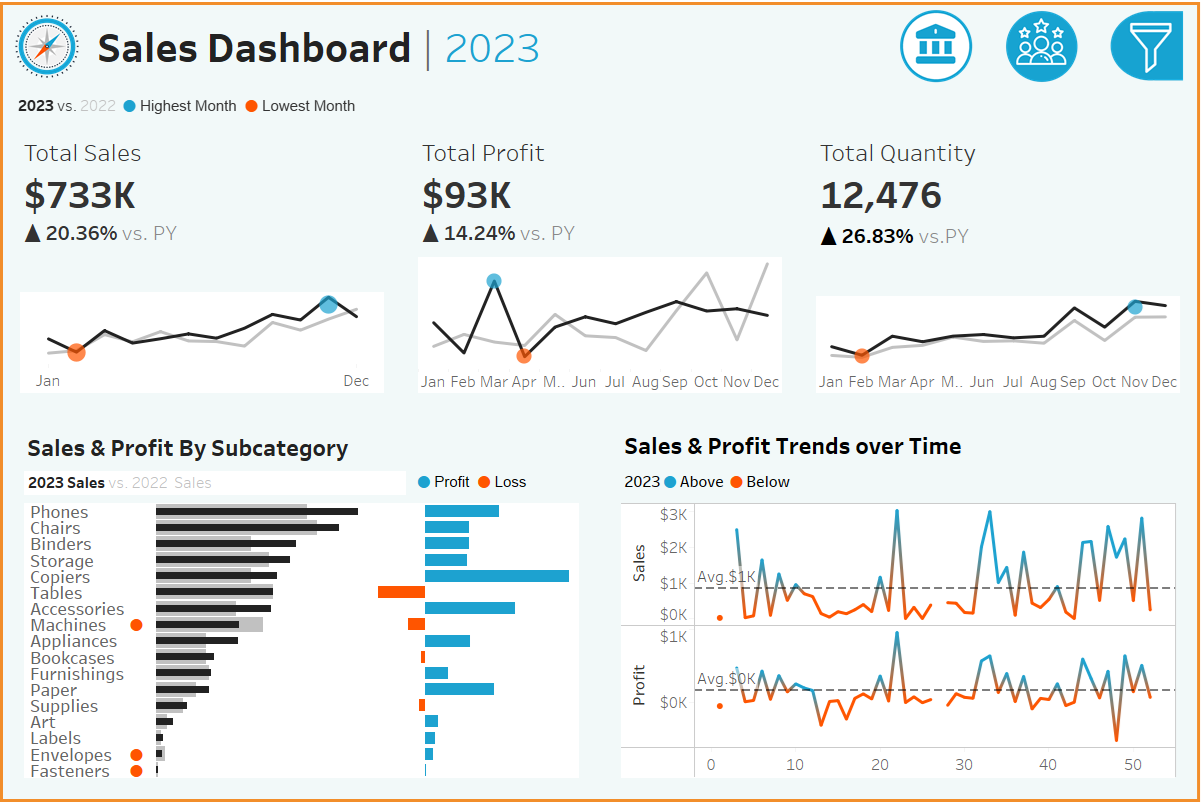 Sales Dashboard | 2023
2023 vs. 2022 Highest Month Lowest Month
Total Sales
$733K
▲ 20.36% vs. PY
Jan Dec
Total Profit
$93K
▲ 14.24% vs. PY
Jan Feb Mar Apr M.. Jun Jul Aug Sep Oct Nov Dec
Total Quantity
12,476
▲ 26.83% vs.PY
Jan Feb Mar Apr M.. Jun Jul Aug Sep Oct Nov Dec
Sales & Profit By Subcategory
2023 Sales vs. 2022 Sales
Profit Loss
Phones
Chairs
Binders
Storage
Copiers
Tables
Accessories
Machines
Appliances
Bookcases
Furnishings
Paper
Supplies
Art
Labels
Envelopes
Fasteners
Sales & Profit Trends over Time
2023 Above Below
Sales
$3K
$2K
$1K
$0K
Avg.$1K
Profit
$1K
$0K
Avg.$0K
0 10 20 30 40 50